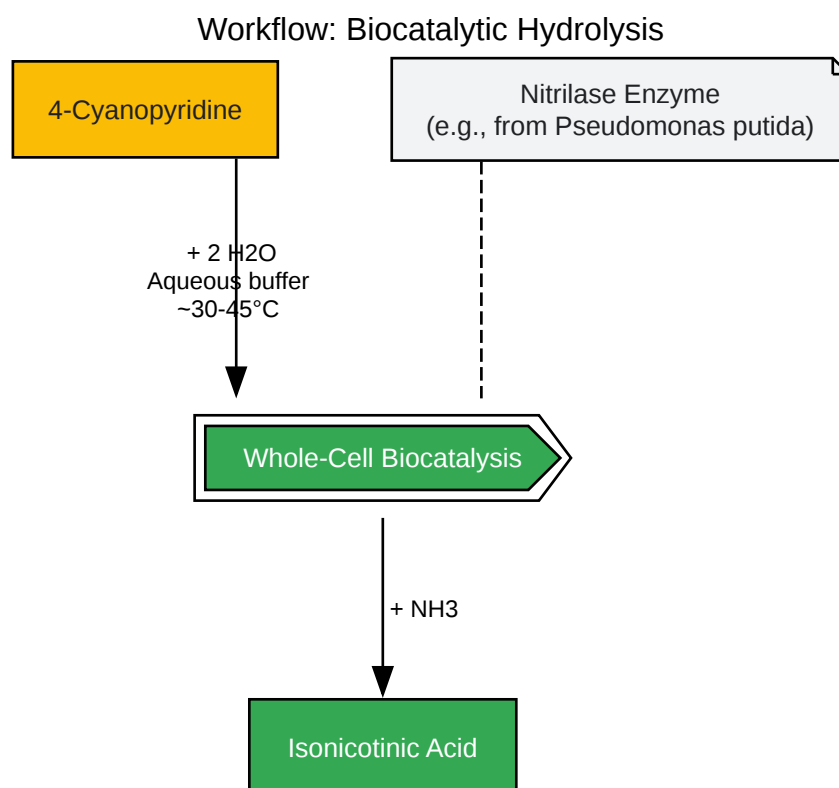 Workflow: Biocatalytic Hydrolysis
4-Cyanopyridine
Nitrilase Enzyme
(e.g., from Pseudomonas putida)
+ 2 H2O
Aqueous buffer
~30-45°C
Whole-Cell Biocatalysis
+ NH3
Isonicotinic Acid